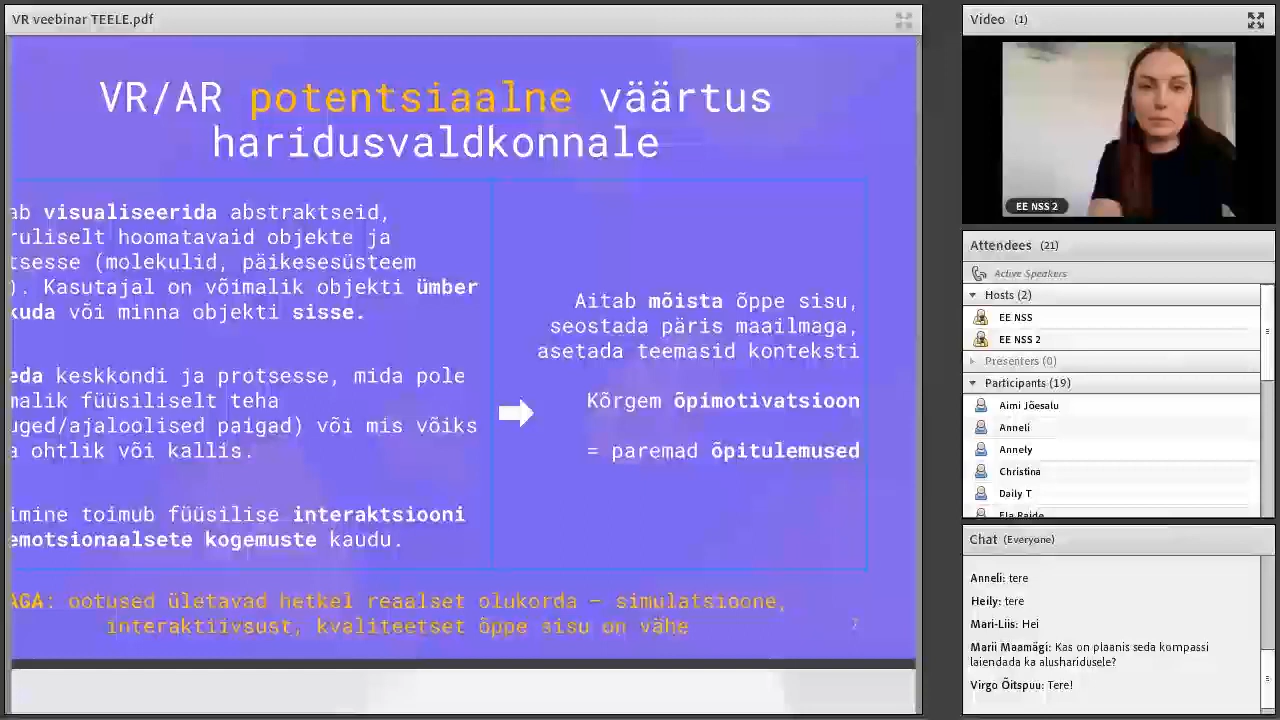 VR veebinar TEELE.pdf
VR/AR potentsiaalne väärtus
haridusvaldkonnale
ab visualiseerida abstraktseid,
ruliselt hoomatavaid objekte ja
tsesse (molekulid, päikesesüsteem
). Kasutajal on võimalik objekti ümber
kuda või minna objekti sisse.
eda keskkondi ja protsesse, mida pole
malik füüsiliselt teha
uged/ajaloolised paigad) või mis võiks
a ohtlik või kallis.
imine toimub füüsilise interaktsiooni
emotsionaalsete kogemuste kaudu.
Aitab mõista õppe sisu,
seostada päris maailmaga,
asetada teemasid konteksti
Kõrgem õpimotivatsioon
= paremad õpitulemused
AGA: ootused ületavad hetkel reaalset olukorda – simulatsioone,
interaktiivsust, kvaliteetset õppe sisu on vähe
7
Video (1)
EE NSS 2
Attendees (21)
Active Speakers
Hosts (2)
EE NSS
EE NSS 2
Presenters (0)
Participants (19)
Aimi Jõesalu
Anneli
Annely
Christina
Daily T
Ela Raide
Chat (Everyone)
Anneli: tere
Heily: tere
Mari-Liis: Hei
Marii Maamägi: Kas on plaanis seda kompassi
laiendada ka alusharidusele?
Virgo Õitspuu: Tere!